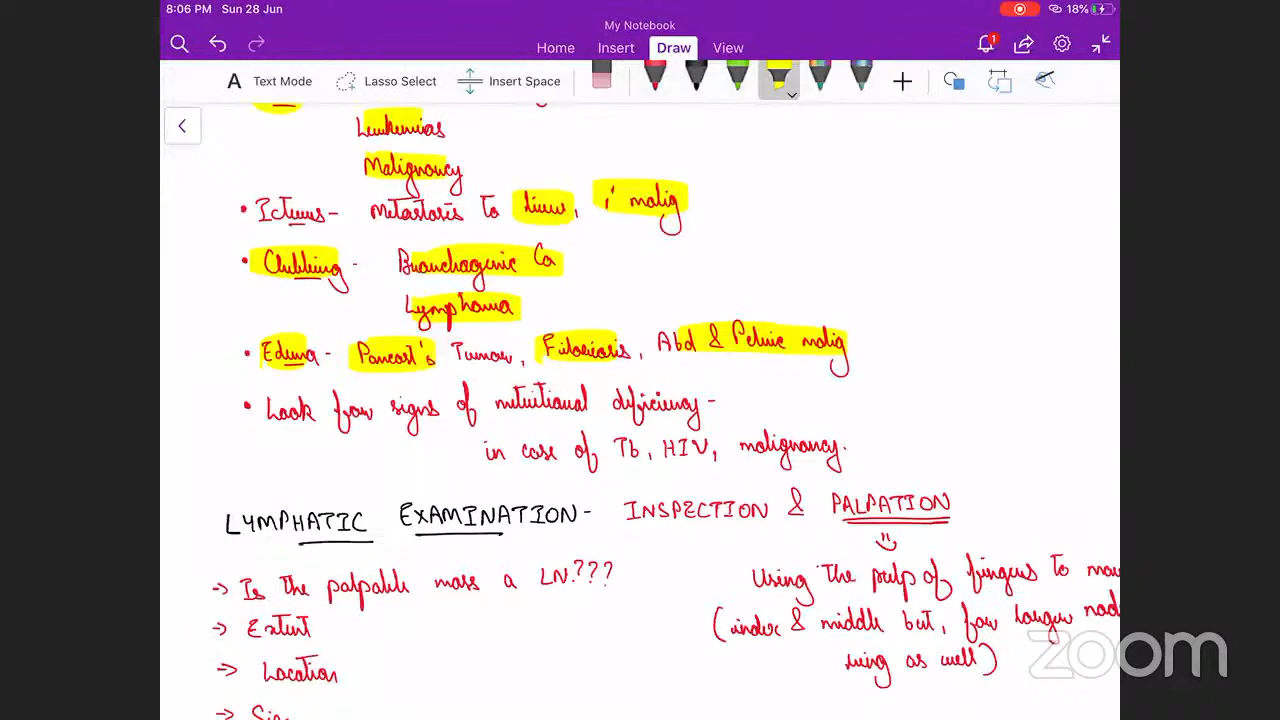 8:06 PM Sun 28 Jun
18%
My Notebook
Home Insert Draw View
1
Text Mode Lasso Select Insert Space
Leukemias
Malignancy
• Icterus - Metastasis to liver, i° malig
• Clubbing - Bronchogenic Ca
Lymphoma
• Edema - Pancoast's Tumor, Filariasis, Abd & Pelvic malig
• Look for signs of nutritional deficiency -
in case of Tb, HIV, malignancy.
LYMPHATIC EXAMINATION - INSPECTION & PALPATION
→ Is the palpable mass a LN???
Using the pulp of fingers to mov
→ Extent
(index & middle but, for larger nod
→ Location
ring as well)
zoom